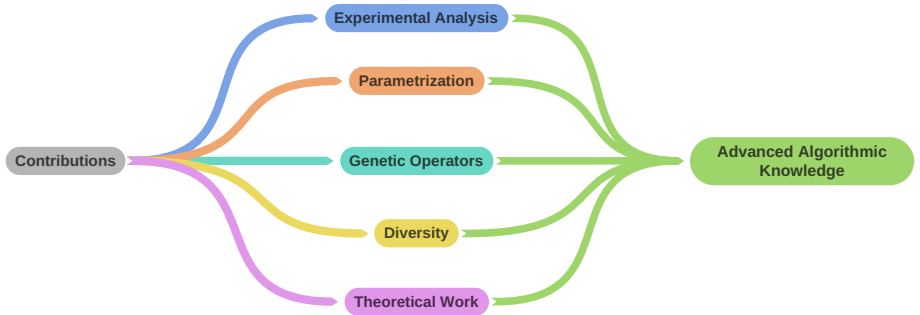 Experimental Analysis
Parametrization
Contributions
Genetic Operators
Advanced Algorithmic
Knowledge
Diversity
Theoretical Work